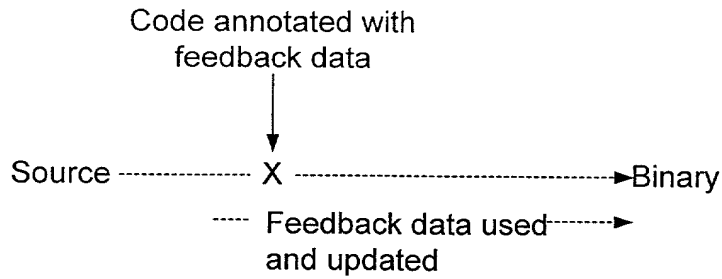 Code annotated with
feedback data
Source X Binary
Feedback data used
and updated